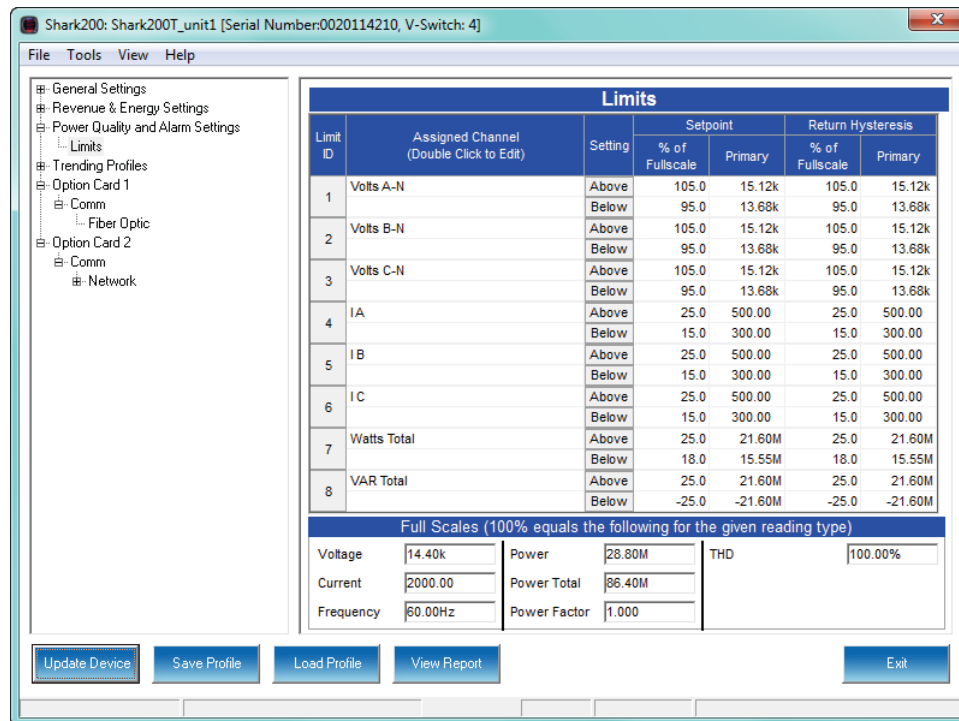 Shark200: Shark200T_unit1 [Serial Number:0020114210, V-Switch: 4]
File Tools View Help
General Settings
Revenue & Energy Settings
Power Quality and Alarm Settings
Limits
Trending Profiles
Option Card 1
Comm
Fiber Optic
Option Card 2
Comm
Network
Limits
Limit ID
Assigned Channel
(Double Click to Edit)
Setting
Setpoint
Return Hysteresis
% of Fullscale
Primary
% of Fullscale
Primary
1 Volts A-N Above 105.0 15.12k 105.0 15.12k
Below 95.0 13.68k 95.0 13.68k
2 Volts B-N Above 105.0 15.12k 105.0 15.12k
Below 95.0 13.68k 95.0 13.68k
3 Volts C-N Above 105.0 15.12k 105.0 15.12k
Below 95.0 13.68k 95.0 13.68k
4 I A Above 25.0 500.00 25.0 500.00
Below 15.0 300.00 15.0 300.00
5 I B Above 25.0 500.00 25.0 500.00
Below 15.0 300.00 15.0 300.00
6 I C Above 25.0 500.00 25.0 500.00
Below 15.0 300.00 15.0 300.00
7 Watts Total Above 25.0 21.60M 25.0 21.60M
Below 18.0 15.55M 18.0 15.55M
8 VAR Total Above 25.0 21.60M 25.0 21.60M
Below -25.0 -21.60M -25.0 -21.60M
Full Scales (100% equals the following for the given reading type)
Voltage 14.40k Power 28.80M THD 100.00%
Current 2000.00 Power Total 86.40M
Frequency 60.00Hz Power Factor 1.000
Update Device Save Profile Load Profile View Report Exit